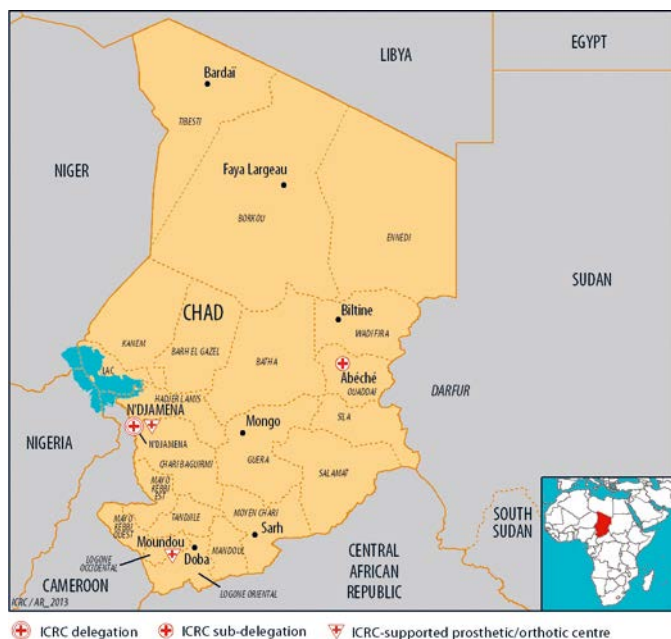 LIBYA
EGYPT
Bardaï
TIBESTI
NIGER
Faya Largeau
BORKOU
ENNEDI
SUDAN
CHAD
Biltine
WADI FIRA
KANEM
BARH EL GAZEL
BATHA
LAC
Abéché
OUADDAI
DARFUR
HADJER LAMIS
N'DJAMENA
SILA
Mongo
NIGERIA
N'DJAMENA
CHARI BAGUIRMI
GUERA
SALAMAT
MAYO
KEBBI
EST
MAYO
KEBBI
OUEST
TANDJILE
MOYEN CHARI
SOUTH
SUDAN
Moundou
Sarh
LOGONE
OCCIDENTAL
Doba
MANDOUL
CENTRAL
AFRICAN
REPUBLIC
CAMEROON
LOGONE ORIENTAL
ICRC / AR_2013
ICRC delegation
ICRC sub-delegation
ICRC-supported prosthetic/orthotic centre